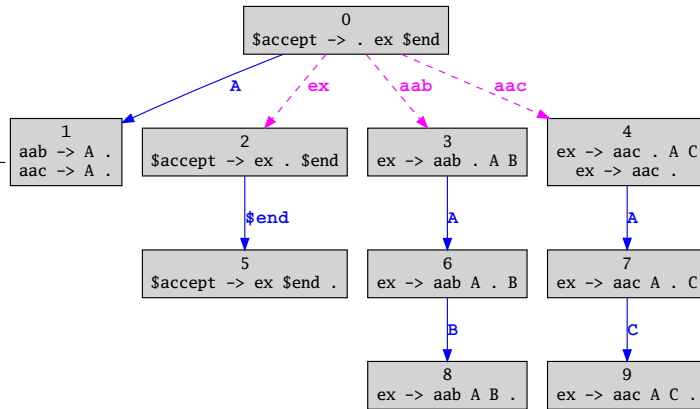 0
$accept -> . ex $end
A
ex
aab
aac
1
aab -> A .
aac -> A .
2
$accept -> ex . $end
3
ex -> aab . A B
4
ex -> aac . A C
ex -> aac .
$end
A
A
5
$accept -> ex $end .
6
ex -> aab A . B
7
ex -> aac A . C
B
C
8
ex -> aab A B .
9
ex -> aac A C .